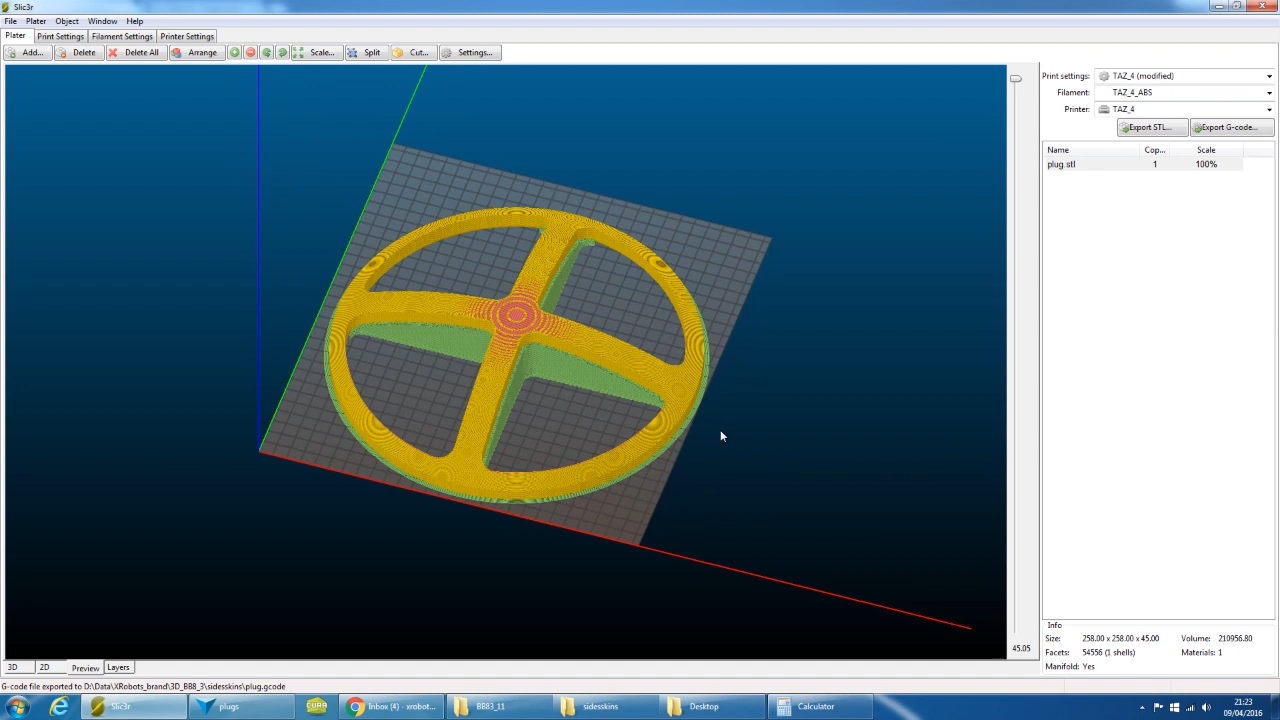 Slic3r
File Plater Object Window Help
Plater Print Settings Filament Settings Printer Settings
Add... Delete Delete All Arrange Scale... Split Cut... Settings...
Print settings: TAZ_4 (modified)
Filament: TAZ_4_ABS
Printer: TAZ_4
Export STL... Export G-code...
Name Cop... Scale
plug.stl 1 100%
45.05
Info
Size: 258.00 x 258.00 x 45.00 Volume: 210956.80
Facets: 54556 (1 shells) Materials: 1
Manifold: Yes
3D 2D Preview Layers
G-code file exported to D:\Data\XRobots_brand\3D_BB8_3\sidesskins\plug.gcode
Slic3r plugs CURA Inbox (4) - xrobot... BB83_11 sidesskins Desktop Calculator
21:23
09/04/2016